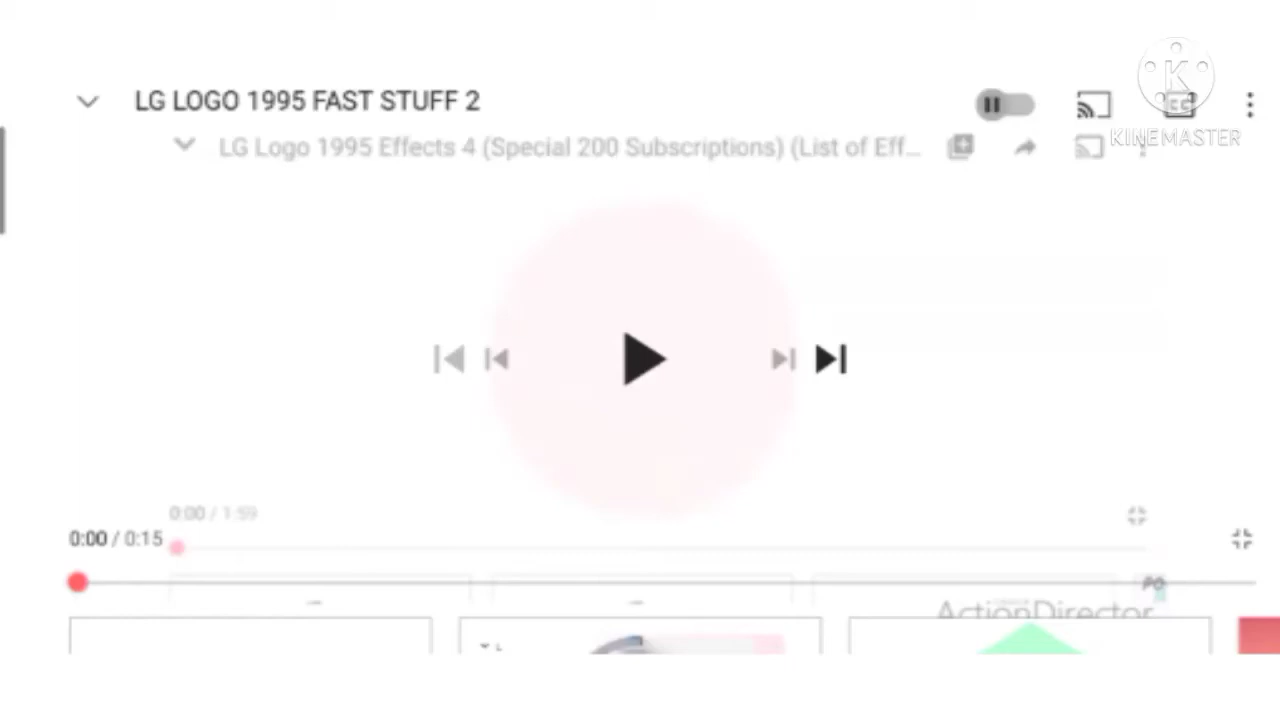 LG LOGO 1995 FAST STUFF 2
LG Logo 1995 Effects 4 (Special 200 Subscriptions) (List of Eff...
K
CC
KINEMASTER
0:00 / 1:59
0:00 / 0:15
ActionDirector